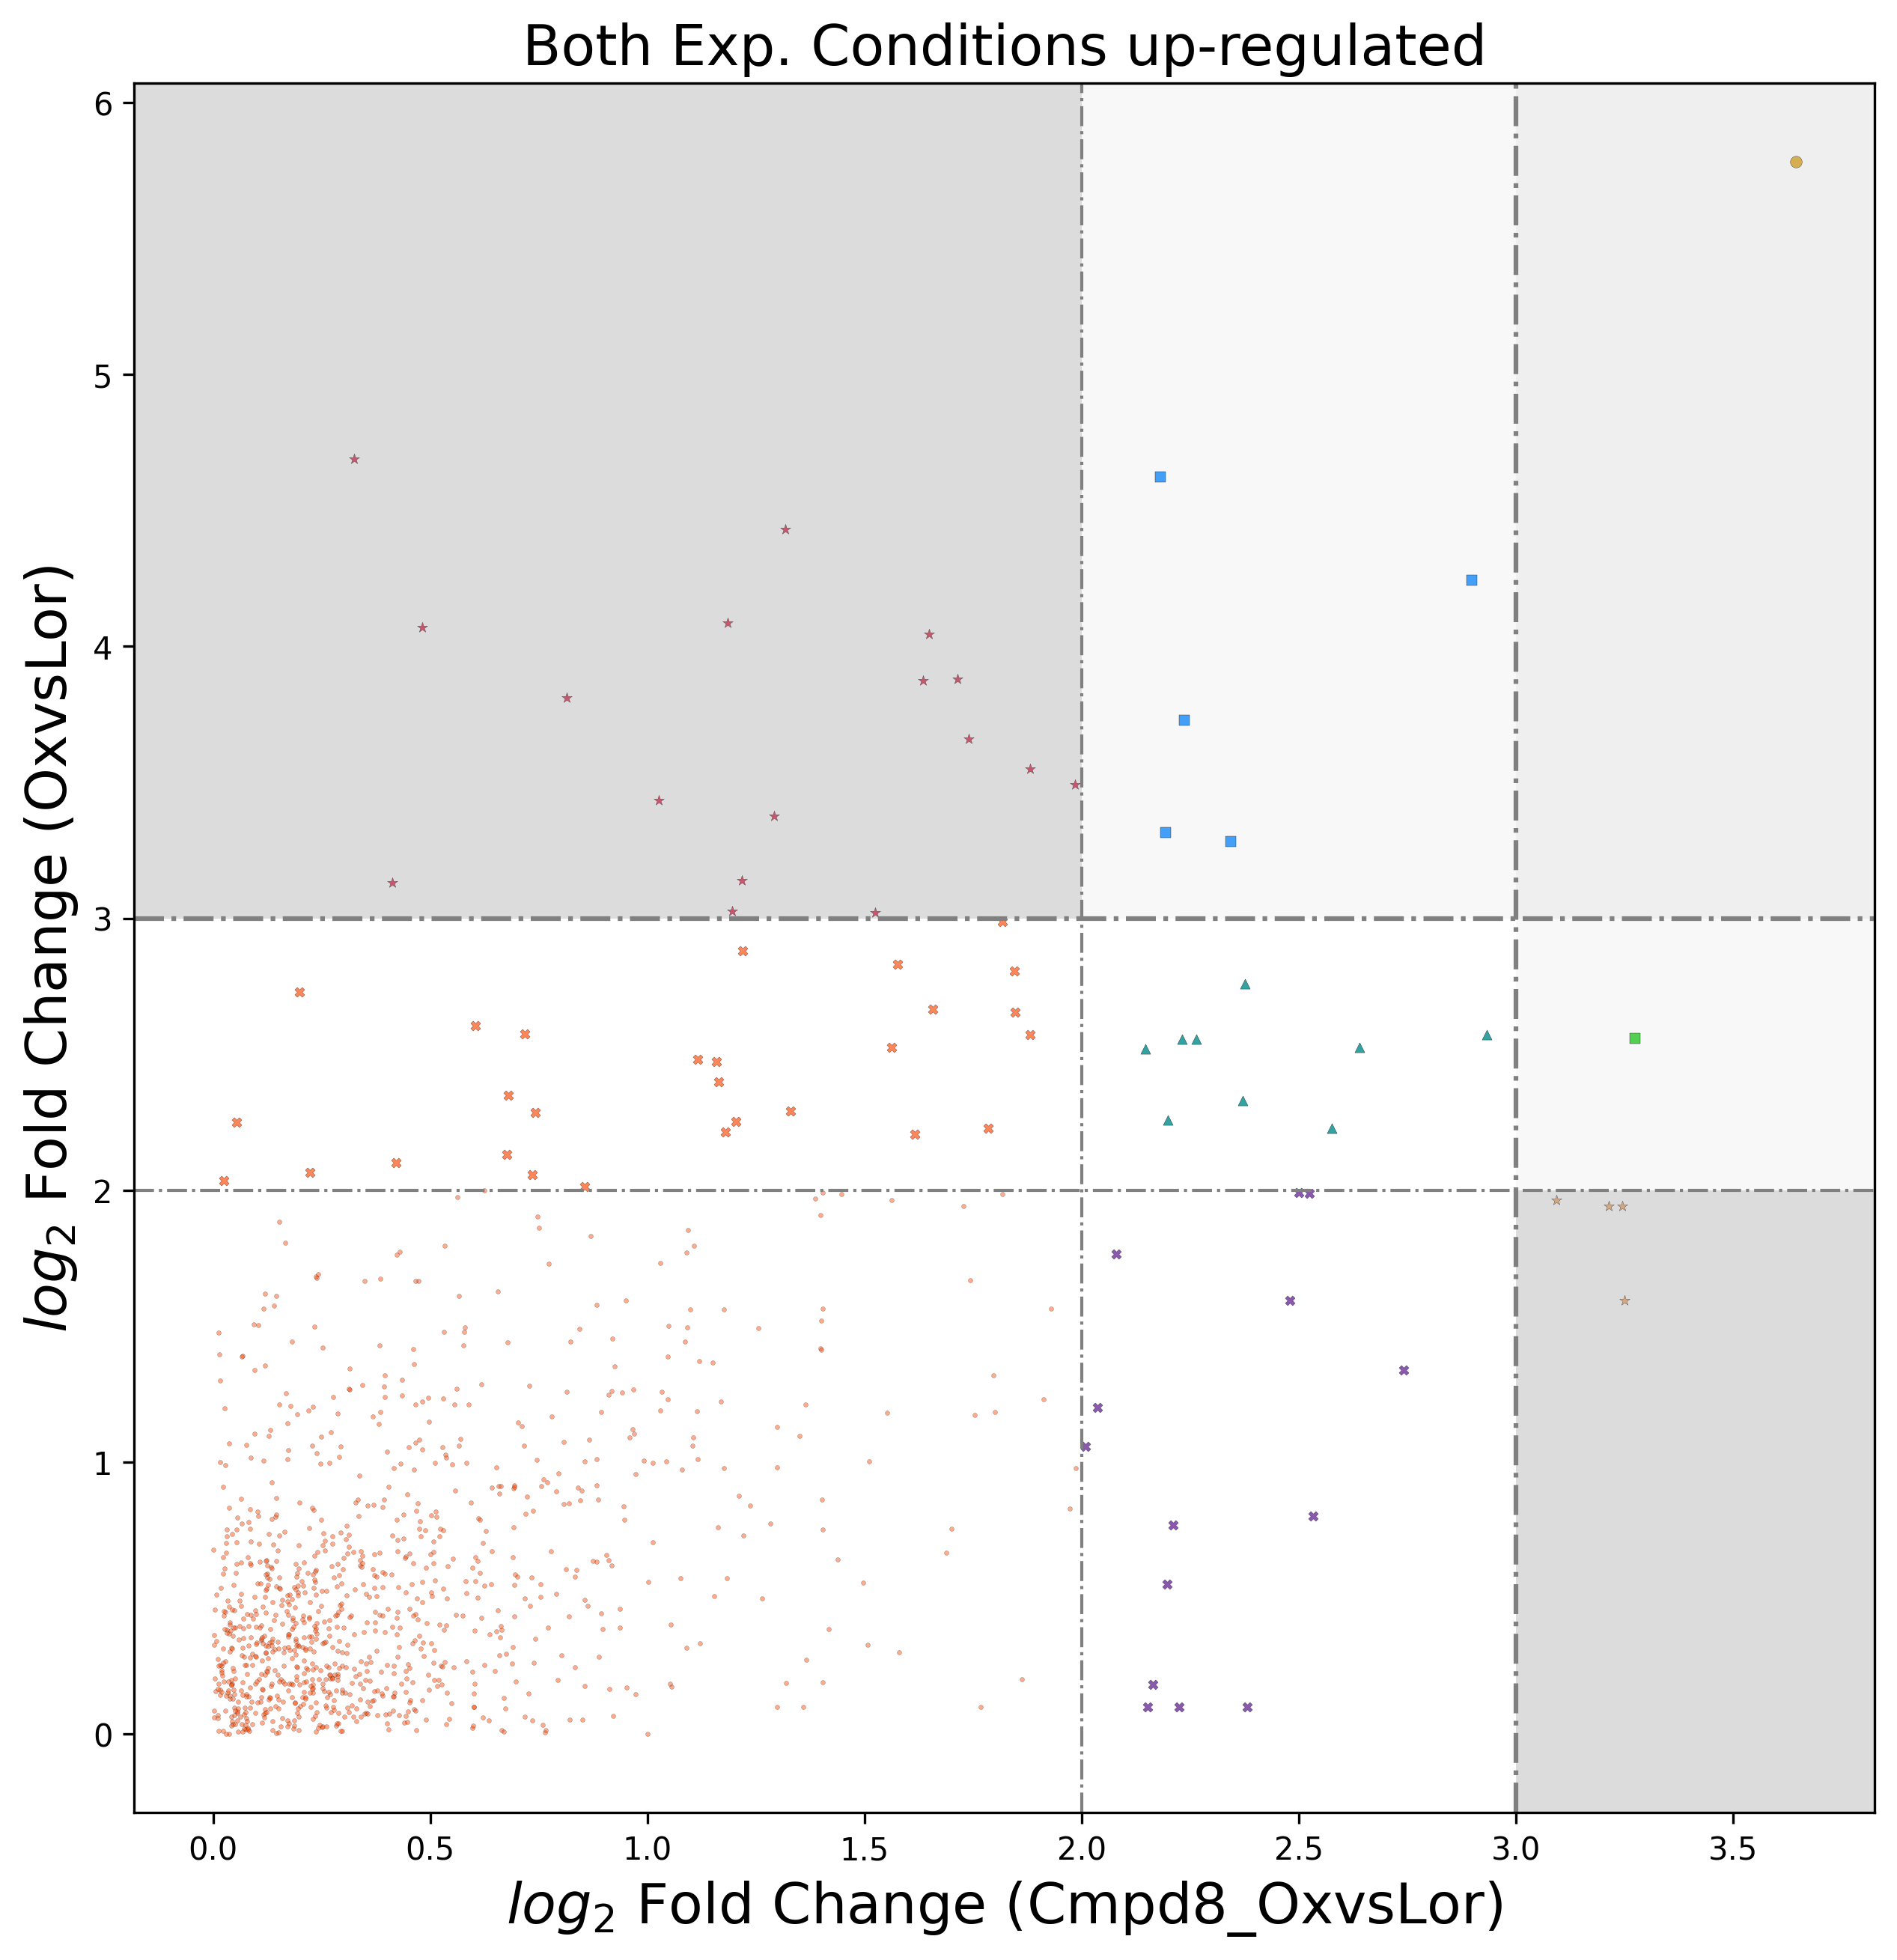 Both Exp. Conditions up-regulated
6
5
4
3
2
1
0
log2 Fold Change (OxvsLor)
0.0 0.5 1.0 1.5 2.0 2.5 3.0 3.5
log2 Fold Change (Cmpd8_OxvsLor)